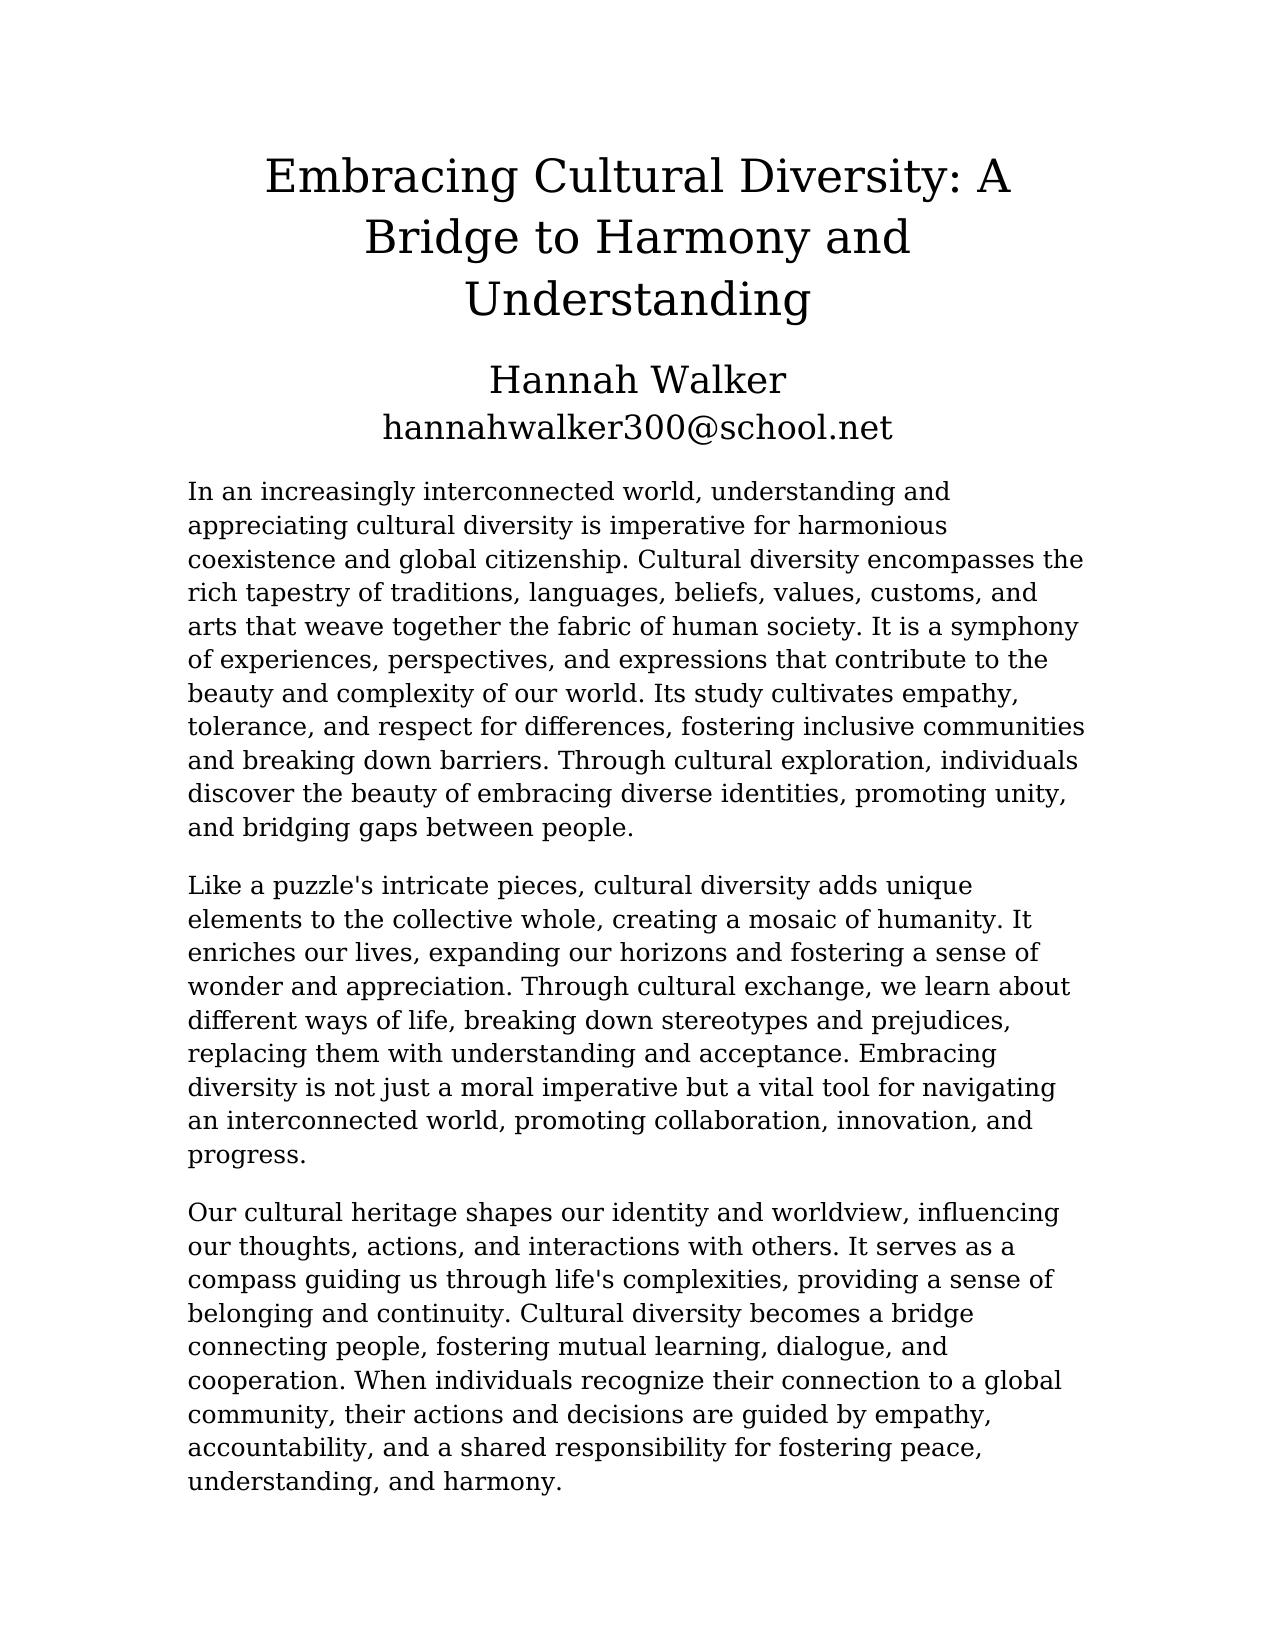 Embracing Cultural Diversity: A
Bridge to Harmony and
Understanding
Hannah Walker
hannahwalker300@school.net
In an increasingly interconnected world, understanding and
appreciating cultural diversity is imperative for harmonious
coexistence and global citizenship. Cultural diversity encompasses the
rich tapestry of traditions, languages, beliefs, values, customs, and
arts that weave together the fabric of human society. It is a symphony
of experiences, perspectives, and expressions that contribute to the
beauty and complexity of our world. Its study cultivates empathy,
tolerance, and respect for differences, fostering inclusive communities
and breaking down barriers. Through cultural exploration, individuals
discover the beauty of embracing diverse identities, promoting unity,
and bridging gaps between people.
Like a puzzle's intricate pieces, cultural diversity adds unique
elements to the collective whole, creating a mosaic of humanity. It
enriches our lives, expanding our horizons and fostering a sense of
wonder and appreciation. Through cultural exchange, we learn about
different ways of life, breaking down stereotypes and prejudices,
replacing them with understanding and acceptance. Embracing
diversity is not just a moral imperative but a vital tool for navigating
an interconnected world, promoting collaboration, innovation, and
progress.
Our cultural heritage shapes our identity and worldview, influencing
our thoughts, actions, and interactions with others. It serves as a
compass guiding us through life's complexities, providing a sense of
belonging and continuity. Cultural diversity becomes a bridge
connecting people, fostering mutual learning, dialogue, and
cooperation. When individuals recognize their connection to a global
community, their actions and decisions are guided by empathy,
accountability, and a shared responsibility for fostering peace,
understanding, and harmony.